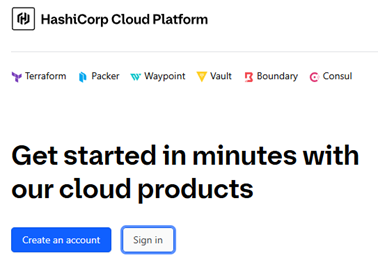 HashiCorp Cloud Platform
Terraform Packer Waypoint Vault Boundary Consul
Get started in minutes with
our cloud products
Create an account Sign in